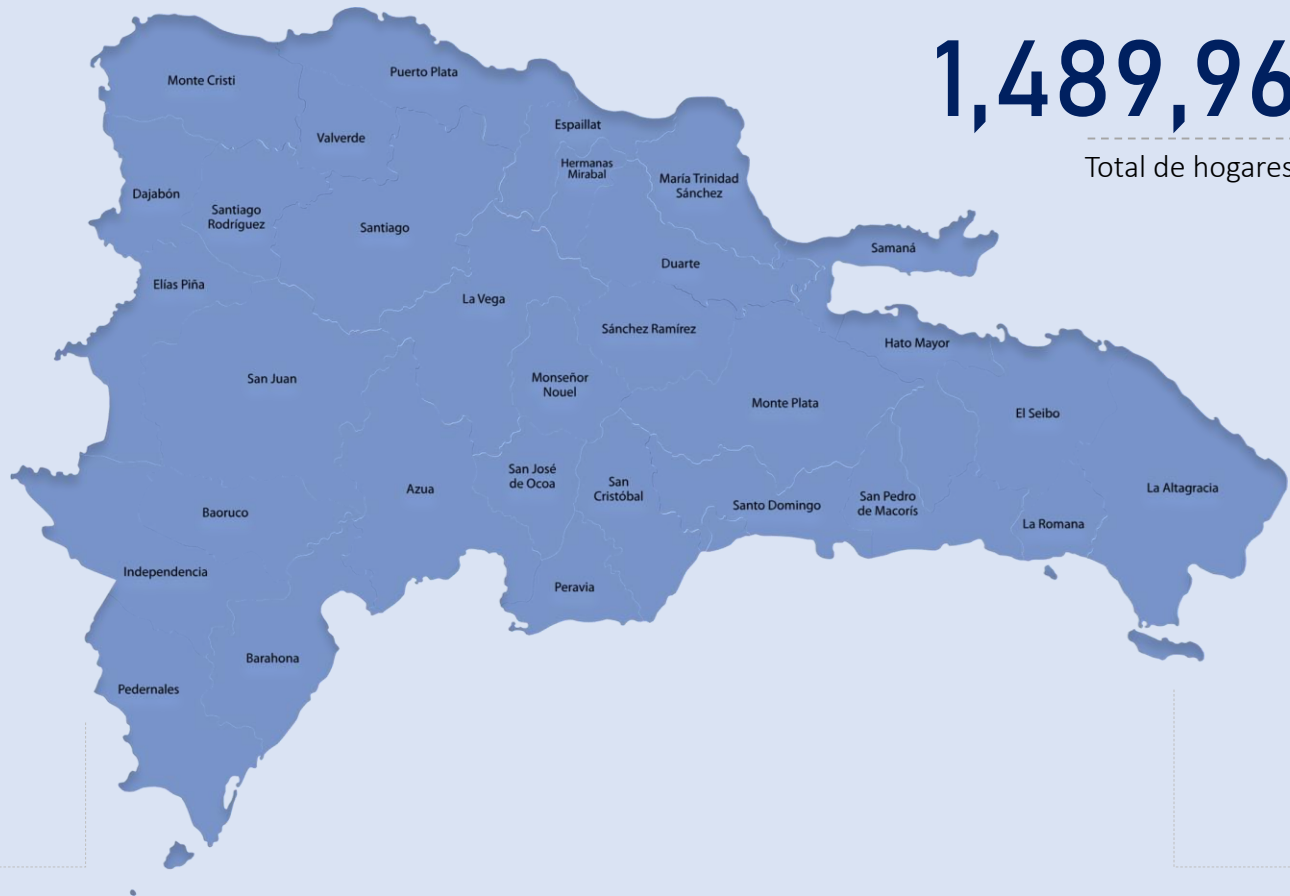 1,489,96
Total de hogares
Puerto Plata
Monte Cristi
Espaillat
Valverde
Hermanas
Mirabal
María Trinidad
Sánchez
Dajabón
Santiago
Rodríguez
Santiago
Samaná
Duarte
Elías Piña
La Vega
Sánchez Ramírez
Hato Mayor
San Juan
Monseñor
Nouel
Monte Plata
El Seibo
San José
de Ocoa
San
Cristóbal
Azua
La Altagracia
Santo Domingo
San Pedro
de Macorís
Baoruco
La Romana
Independencia
Peravia
Barahona
Pedernales